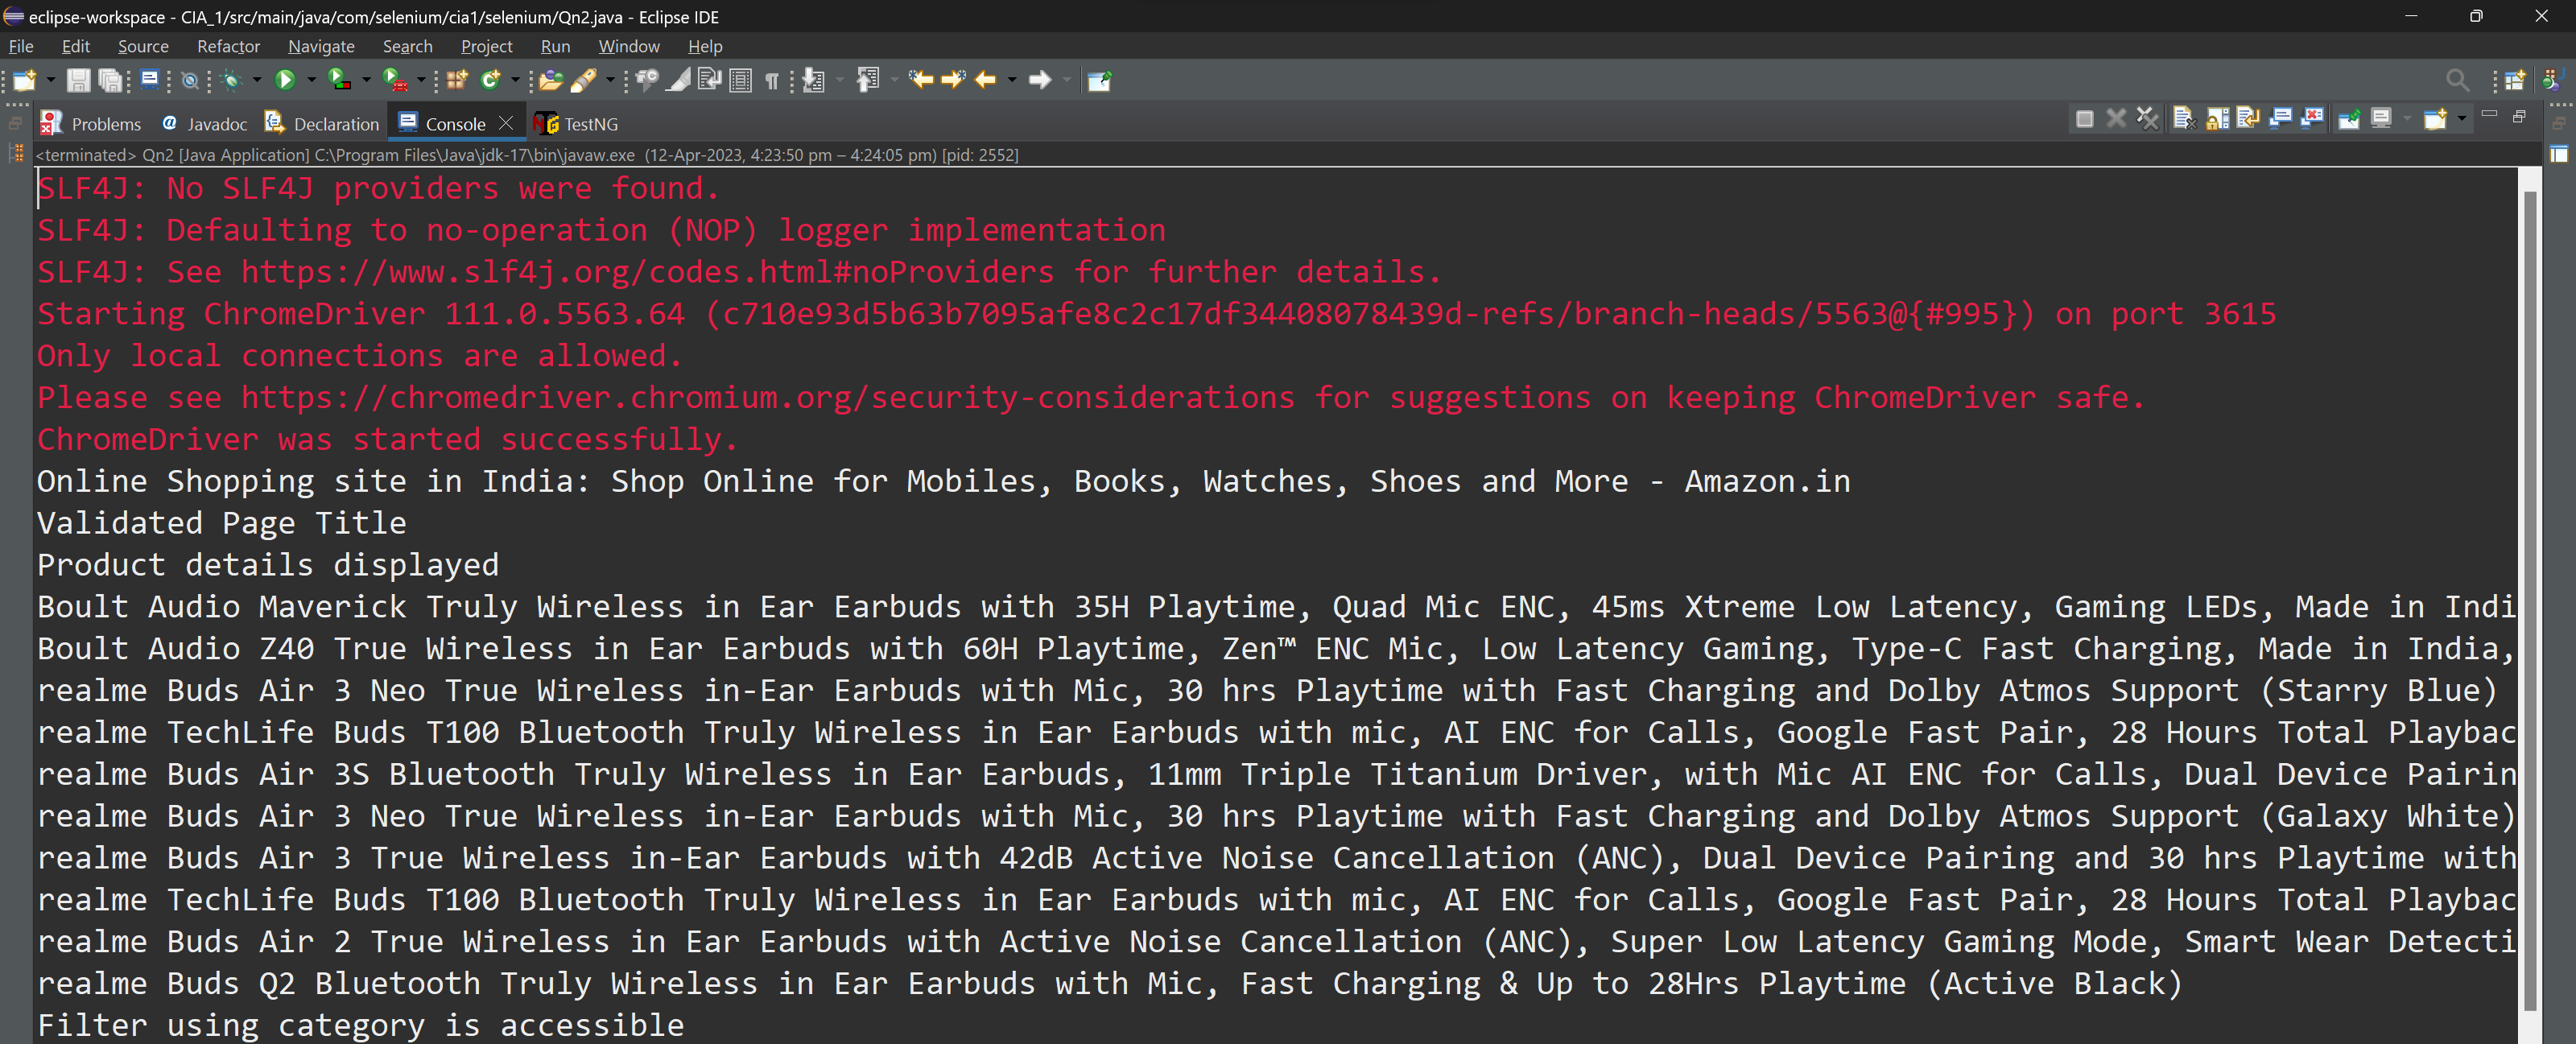 eclipse-workspace - CIA_1/src/main/java/com/selenium/cia1/selenium/Qn2.java - Eclipse IDE
File Edit Source Refactor Navigate Search Project Run Window Help
Problems @ Javadoc Declaration Console TestNG
<terminated> Qn2 [Java Application] C:\Program Files\Java\jdk-17\bin\javaw.exe (12-Apr-2023, 4:23:50 pm – 4:24:05 pm) [pid: 2552]
SLF4J: No SLF4J providers were found.
SLF4J: Defaulting to no-operation (NOP) logger implementation
SLF4J: See https://www.slf4j.org/codes.html#noProviders for further details.
Starting ChromeDriver 111.0.5563.64 (c710e93d5b63b7095afe8c2c17df34408078439d-refs/branch-heads/5563@{#995}) on port 3615
Only local connections are allowed.
Please see https://chromedriver.chromium.org/security-considerations for suggestions on keeping ChromeDriver safe.
ChromeDriver was started successfully.
Online Shopping site in India: Shop Online for Mobiles, Books, Watches, Shoes and More - Amazon.in
Validated Page Title
Product details displayed
Boult Audio Maverick Truly Wireless in Ear Earbuds with 35H Playtime, Quad Mic ENC, 45ms Xtreme Low Latency, Gaming LEDs, Made in Indi
Boult Audio Z40 True Wireless in Ear Earbuds with 60H Playtime, Zen™ ENC Mic, Low Latency Gaming, Type-C Fast Charging, Made in India,
realme Buds Air 3 Neo True Wireless in-Ear Earbuds with Mic, 30 hrs Playtime with Fast Charging and Dolby Atmos Support (Starry Blue)
realme TechLife Buds T100 Bluetooth Truly Wireless in Ear Earbuds with mic, AI ENC for Calls, Google Fast Pair, 28 Hours Total Playbac
realme Buds Air 3S Bluetooth Truly Wireless in Ear Earbuds, 11mm Triple Titanium Driver, with Mic AI ENC for Calls, Dual Device Pairin
realme Buds Air 3 Neo True Wireless in-Ear Earbuds with Mic, 30 hrs Playtime with Fast Charging and Dolby Atmos Support (Galaxy White)
realme Buds Air 3 True Wireless in-Ear Earbuds with 42dB Active Noise Cancellation (ANC), Dual Device Pairing and 30 hrs Playtime with
realme TechLife Buds T100 Bluetooth Truly Wireless in Ear Earbuds with mic, AI ENC for Calls, Google Fast Pair, 28 Hours Total Playbac
realme Buds Air 2 True Wireless in Ear Earbuds with Active Noise Cancellation (ANC), Super Low Latency Gaming Mode, Smart Wear Detecti
realme Buds Q2 Bluetooth Truly Wireless in Ear Earbuds with Mic, Fast Charging & Up to 28Hrs Playtime (Active Black)
Filter using category is accessible